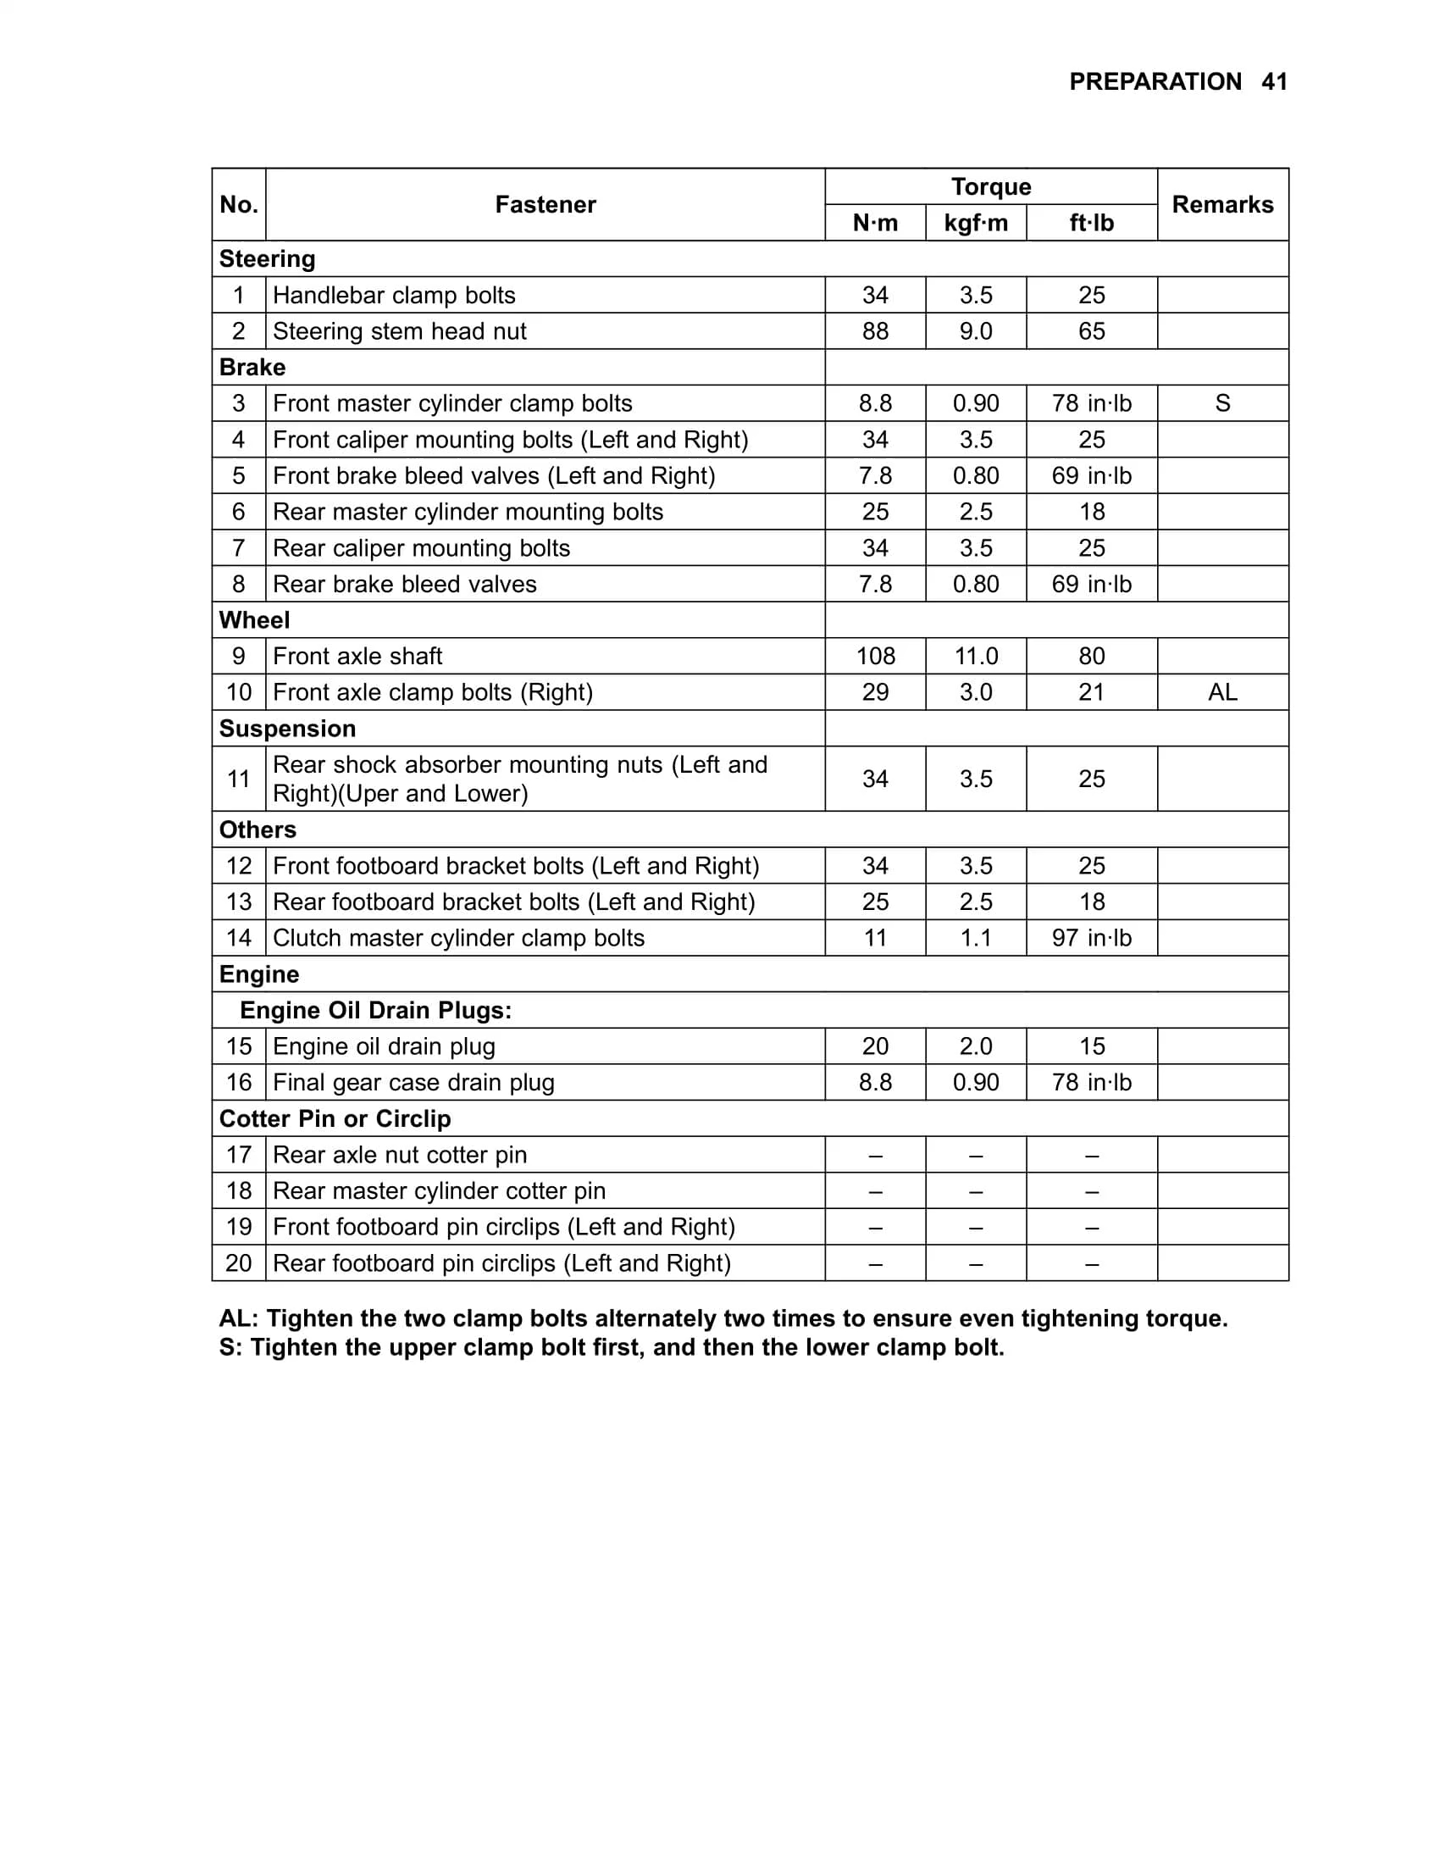 PREPARATION 41
No. Fastener Torque Remarks
N·m kgf·m ft·lb
Steering
1 Handlebar clamp bolts 34 3.5 25
2 Steering stem head nut 88 9.0 65
Brake
3 Front master cylinder clamp bolts 8.8 0.90 78 in·lb S
4 Front caliper mounting bolts (Left and Right) 34 3.5 25
5 Front brake bleed valves (Left and Right) 7.8 0.80 69 in·lb
6 Rear master cylinder mounting bolts 25 2.5 18
7 Rear caliper mounting bolts 34 3.5 25
8 Rear brake bleed valves 7.8 0.80 69 in·lb
Wheel
9 Front axle shaft 108 11.0 80
10 Front axle clamp bolts (Right) 29 3.0 21 AL
Suspension
11 Rear shock absorber mounting nuts (Left and
Right)(Uper and Lower) 34 3.5 25
Others
12 Front footboard bracket bolts (Left and Right) 34 3.5 25
13 Rear footboard bracket bolts (Left and Right) 25 2.5 18
14 Clutch master cylinder clamp bolts 11 1.1 97 in·lb
Engine
Engine Oil Drain Plugs:
15 Engine oil drain plug 20 2.0 15
16 Final gear case drain plug 8.8 0.90 78 in·lb
Cotter Pin or Circlip
17 Rear axle nut cotter pin – – –
18 Rear master cylinder cotter pin – – –
19 Front footboard pin circlips (Left and Right) – – –
20 Rear footboard pin circlips (Left and Right) – – –
AL: Tighten the two clamp bolts alternately two times to ensure even tightening torque.
S: Tighten the upper clamp bolt first, and then the lower clamp bolt.